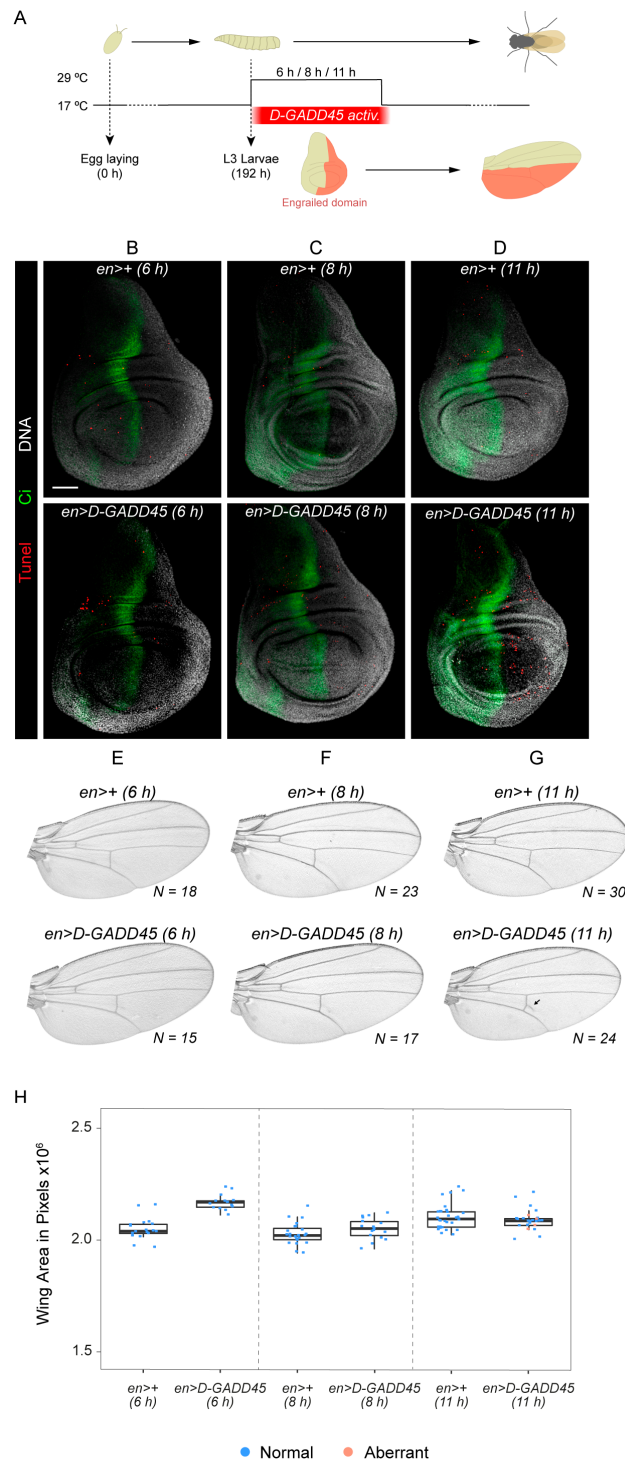 A
6 h / 8 h / 11 h
29 ºC
17 ºC
D-GADD45 activ.
Egg laying
(0 h)
L3 Larvae
(192 h)
Engrailed domain
B
C
D
Tunel Ci DNA
en>+ (6 h)
en>+ (8 h)
en>+ (11 h)
en>D-GADD45 (6 h)
en>D-GADD45 (8 h)
en>D-GADD45 (11 h)
E
F
G
en>+ (6 h)
en>+ (8 h)
en>+ (11 h)
N = 18
N = 23
N = 30
en>D-GADD45 (6 h)
en>D-GADD45 (8 h)
en>D-GADD45 (11 h)
N = 15
N = 17
N = 24
H
Wing Area in Pixels x10⁶
2.5
2.0
1.5
en>+
(6 h)
en>D-GADD45
(6 h)
en>+
(8 h)
en>D-GADD45
(8 h)
en>+
(11 h)
en>D-GADD45
(11 h)
Normal
Aberrant